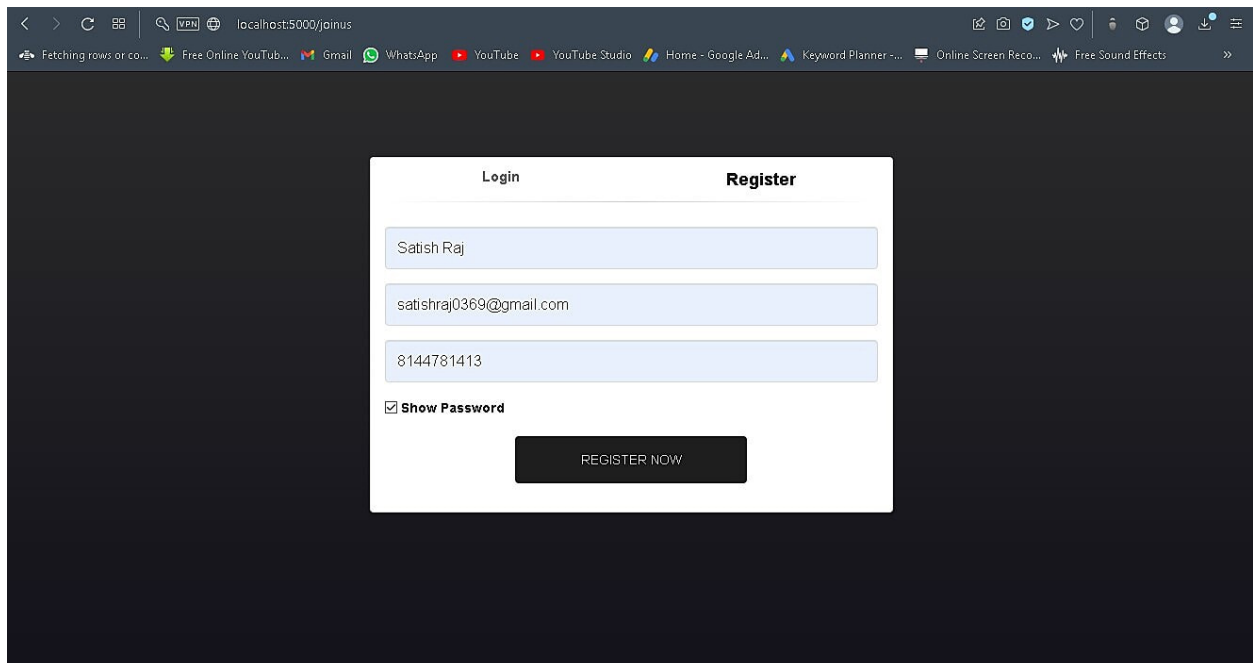 VPN localhost:5000/joinus
Fetching rows or co... Free Online YouTub... Gmail WhatsApp YouTube YouTube Studio Home - Google Ad... Keyword Planner -... Online Screen Reco... Free Sound Effects »
Login Register
Satish Raj
satishraj0369@gmail.com
8144781413
Show Password
REGISTER NOW